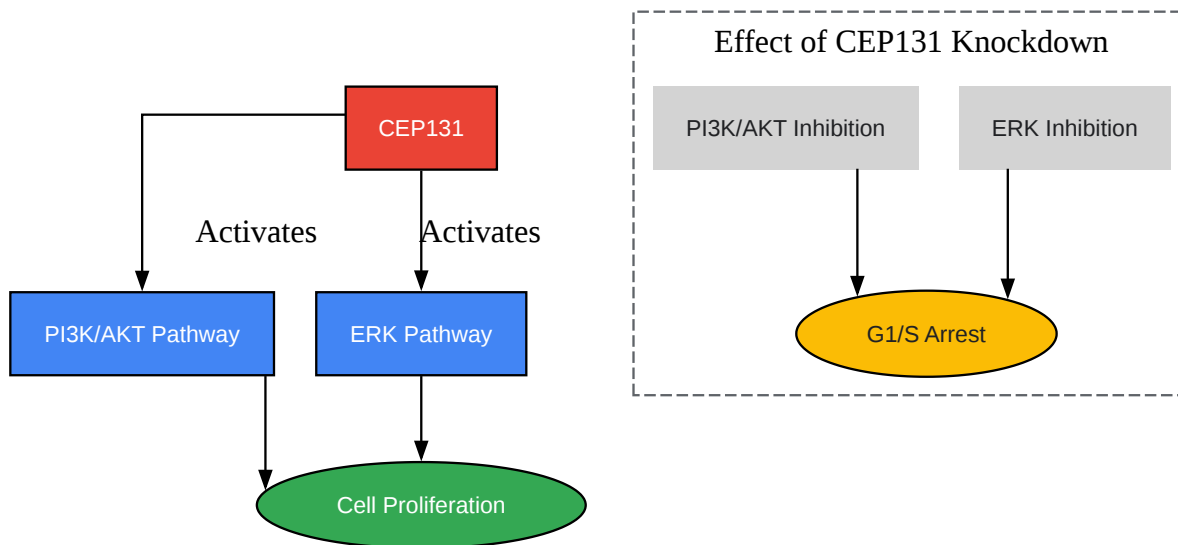 Effect of CEP131 Knockdown
CEP131
PI3K/AKT Inhibition
ERK Inhibition
Activates
Activates
PI3K/AKT Pathway
ERK Pathway
G1/S Arrest
Cell Proliferation